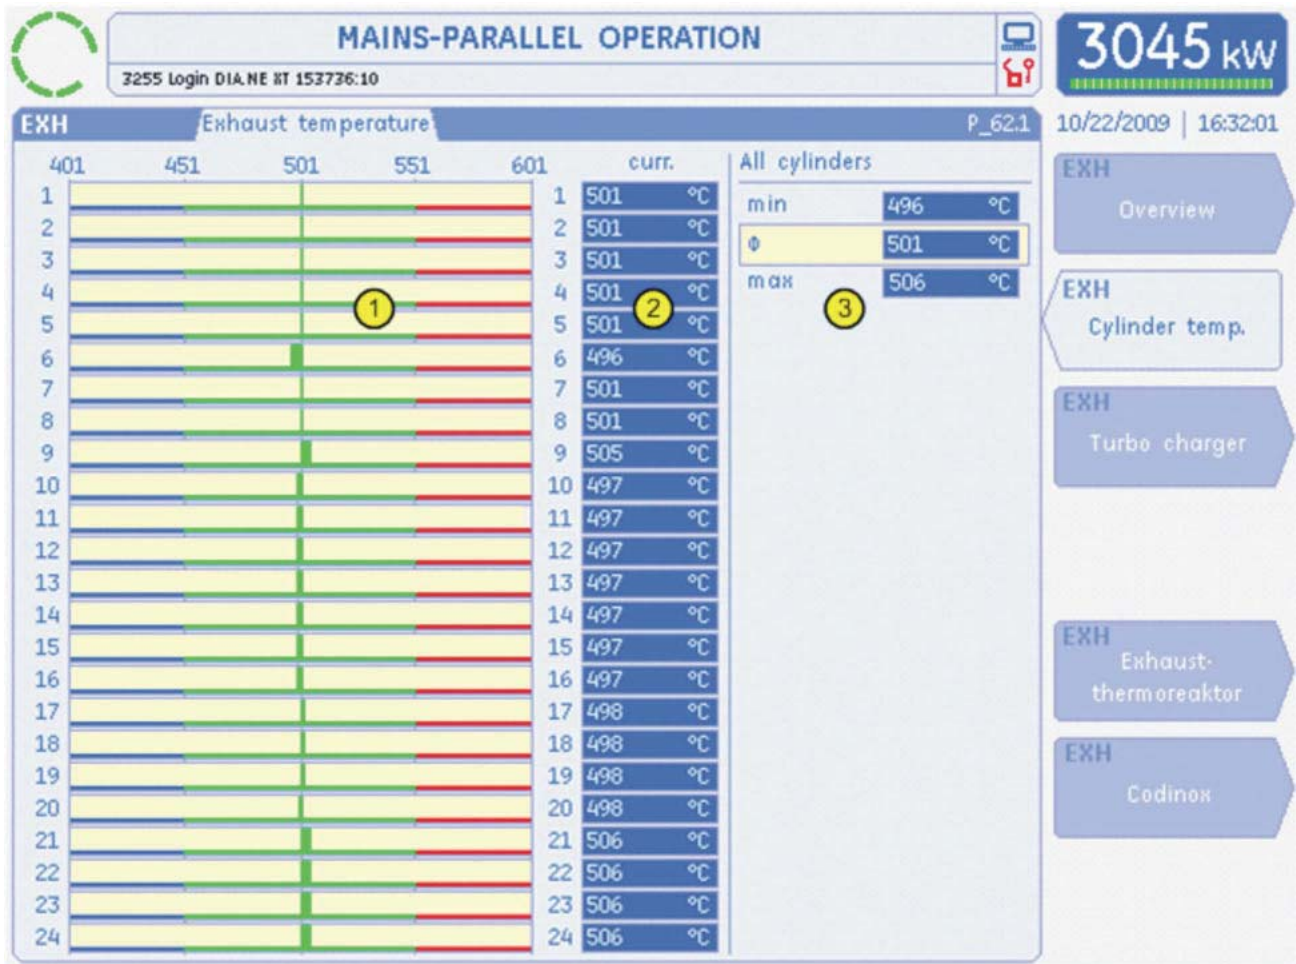 MAINS-PARALLEL OPERATION
3255 Login DIA.NE XT 153736:10
3045 kW
10/22/2009 | 16:32:01
EXH Exhaust temperature P_62.1
401 451 501 551 601 curr.
1 1 501 °C
2 2 501 °C
3 3 501 °C
4 4 501 °C
5 5 501 °C
6 6 496 °C
7 7 501 °C
8 8 501 °C
9 9 505 °C
10 10 497 °C
11 11 497 °C
12 12 497 °C
13 13 497 °C
14 14 497 °C
15 15 497 °C
16 16 497 °C
17 17 498 °C
18 18 498 °C
19 19 498 °C
20 20 498 °C
21 21 506 °C
22 22 506 °C
23 23 506 °C
24 24 506 °C
1
2
3
All cylinders
min 496 °C
Φ 501 °C
max 506 °C
EXH
Overview
EXH
Cylinder temp.
EXH
Turbo charger
EXH
Exhaust-
thermoreaktor
EXH
Codinox